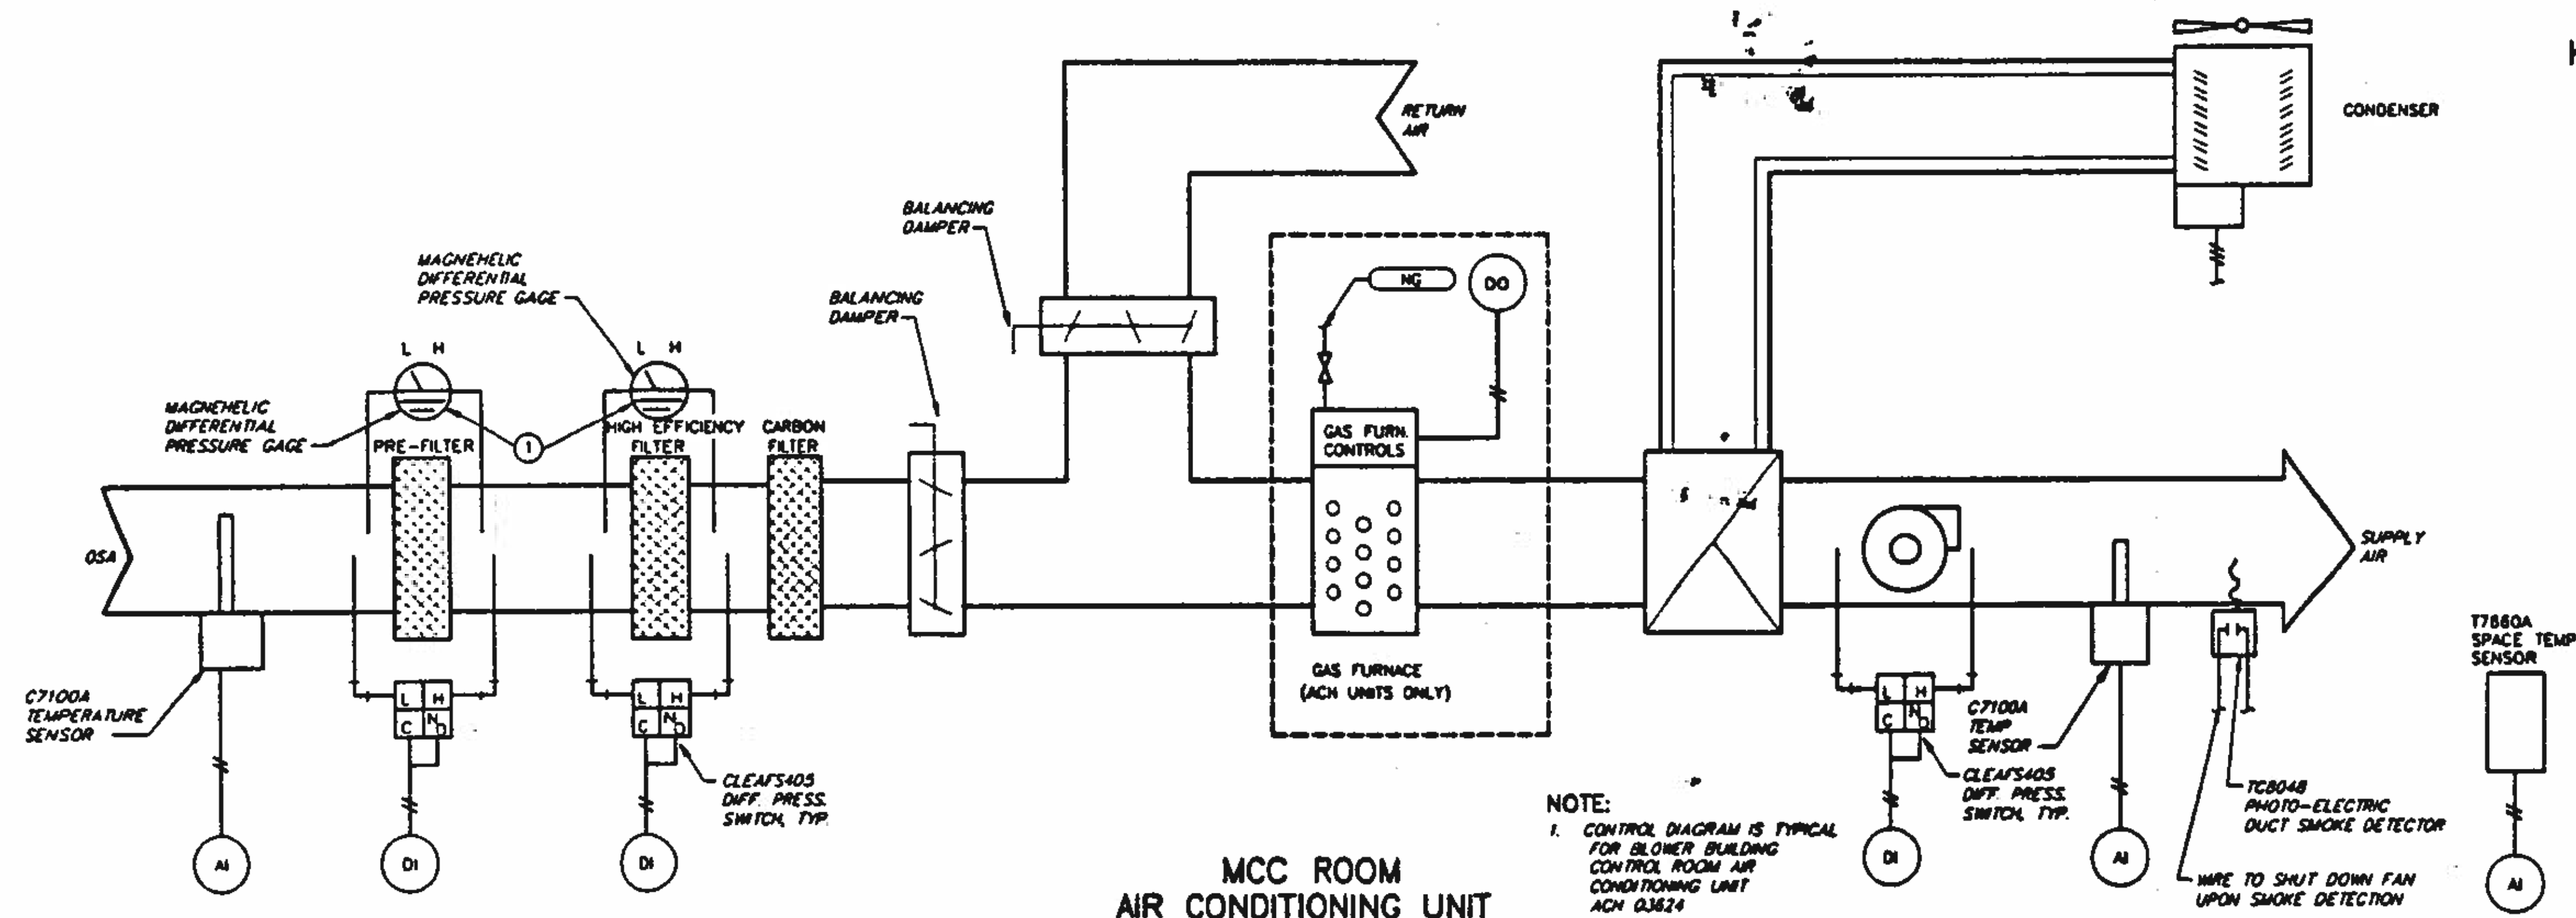 RETURN
AIR
CONDENSER
BALANCING
DAMPER
MAGNEHELIC
DIFFERENTIAL
PRESSURE GAGE
BALANCING
DAMPER
NG
DO
L H
L H
MAGNEHELIC
DIFFERENTIAL
PRESSURE GAGE
PRE-FILTER
1
HIGH EFFICIENCY
FILTER
CARBON
FILTER
GAS FURN.
CONTROLS
OSA
SUPPLY
AIR
GAS FURNACE
(ACH UNITS ONLY)
T7660A
SPACE TEMP
SENSOR
C7100A
TEMPERATURE
SENSOR
L H
C NO
L H
C NO
L H
C NO
C7100A
TEMP
SENSOR
CLEAFS405
DIFF. PRESS.
SWITCH, TYP.
CLEAFS405
DIFF. PRESS.
SWITCH, TYP.
TC804B
PHOTO-ELECTRIC
DUCT SMOKE DETECTOR
WIRE TO SHUT DOWN FAN
UPON SMOKE DETECTION
AI
DI
DI
DI
AI
AI
NOTE:
1. CONTROL DIAGRAM IS TYPICAL
FOR BLOWER BUILDING
CONTROL ROOM AIR
CONDITIONING UNIT
ACH 03624
MCC ROOM
AIR CONDITIONING UNIT